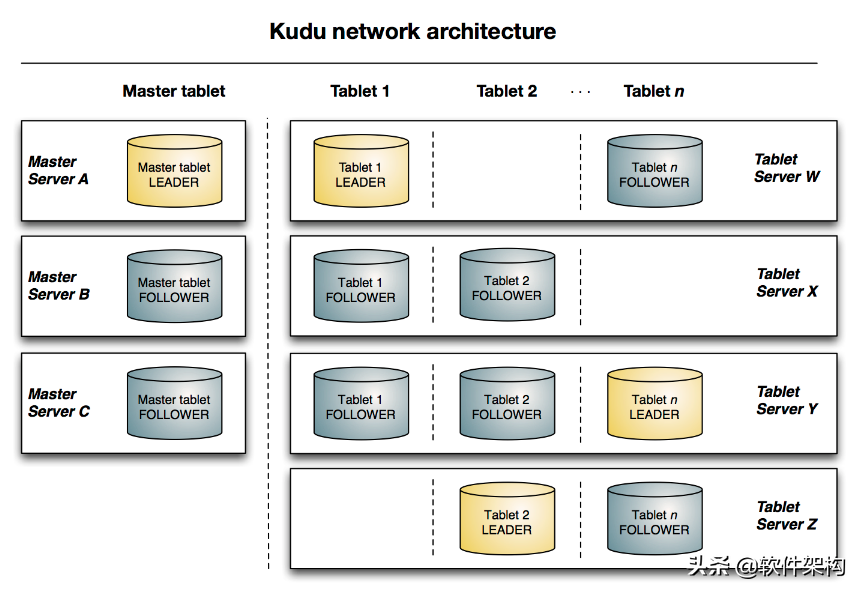 Kudu network architecture
Master tablet
Tablet 1
Tablet 2
. . .
Tablet n
Master
Server A
Master tablet
LEADER
Tablet 1
LEADER
Tablet n
FOLLOWER
Tablet
Server W
Master
Server B
Master tablet
FOLLOWER
Tablet 1
FOLLOWER
Tablet 2
FOLLOWER
Tablet
Server X
Master
Server C
Master tablet
FOLLOWER
Tablet 1
FOLLOWER
Tablet 2
FOLLOWER
Tablet n
LEADER
Tablet
Server Y
Tablet 2
LEADER
Tablet n
FOLLOWER
Tablet
Server Z
头条 @软件架构